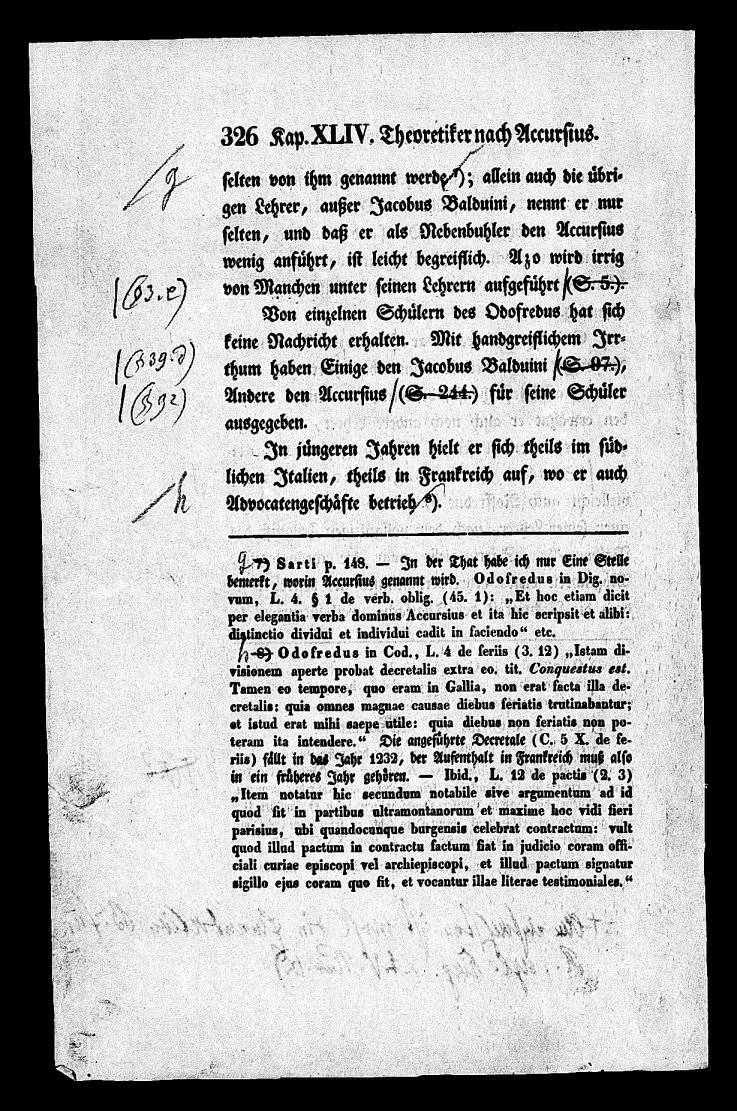 326 Kap. XLIV. Theoretiker nach Accursius.
g
selten von ihm genannt werde 7); allein auch die übri-
gen Lehrer, außer Jacobus Balduini, nennt er nur
selten, und daß er als Nebenbuhler den Accursius
wenig anführt, ist leicht begreiflich. Azo wird irrig
von Manchen unter seinen Lehrern aufgeführt (S. 5.).
Von einzelnen Schülern des Odofredus hat sich
keine Nachricht erhalten. Mit handgreiflichem Irr-
thum haben Einige den Jacobus Balduini (S. 97.),
Andere den Accursius (S. 244.) für seine Schüler
ausgegeben.
In jüngeren Jahren hielt er sich theils im süd-
lichen Italien, theils in Frankreich auf, wo er auch
h
Advocatengeschäfte betrieb 8).
g 7) Sarti p. 148. — In der That habe ich nur Eine Stelle
bemerkt, worin Accursius genannt wird. Odofredus in Dig. no-
vum, L. 4. § 1 de verb. oblig. (45. 1): „Et hoc etiam dicit
per elegantia verba dominus Accursius et ita hic scripsit et alibi:
distinctio dividui et individui cadit in faciendo“ etc.
h 8) Odofredus in Cod., L. 4 de feriis (3. 12) „Istam di-
visionem aperte probat decretalis extra eo. tit. Conquestus est.
Tamen eo tempore, quo eram in Gallia, non erat facta illa de-
cretalis: quia omnes magnae causae diebus feriatis trutinabantur;
et istud erat mihi saepe utile: quia diebus non feriatis non po-
teram ita intendere.“ Die angeführte Decretale (C. 5 X. de fe-
riis) fällt in das Jahr 1232, der Aufenthalt in Frankreich muß also
in ein früheres Jahr gehören. — Ibid., L. 12 de pactis (2. 3)
„Item notatur hic secundum notabile sive argumentum ad id
quod fit in partibus ultramontanorum et maxime hoc vidi fieri
parisius, ubi quandocunque burgensis celebrat contractum: vult
quod illud pactum in contractu factum fiat in judicio coram offi-
ciali curiae episcopi vel archiepiscopi, et illud pactum signatur
sigillo ejus coram quo fit, et vocantur illae literae testimoniales.“